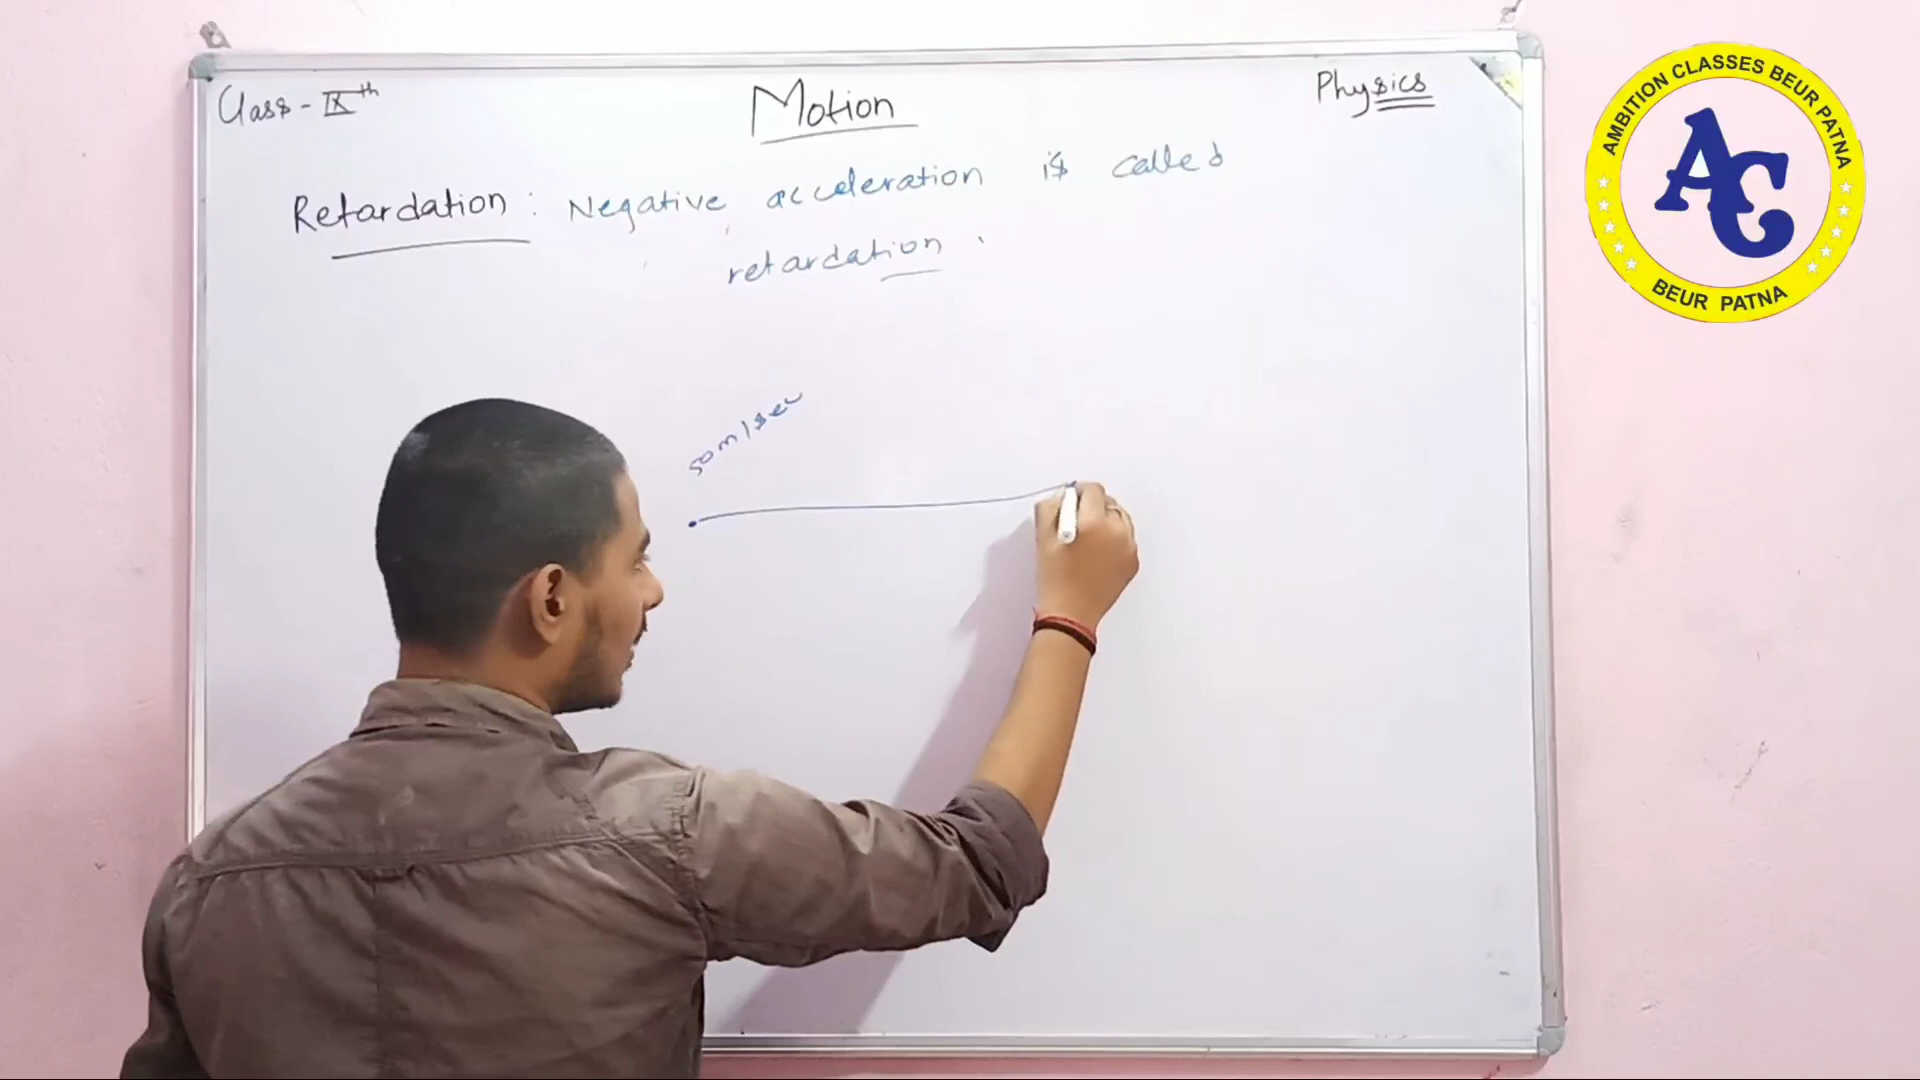 Class - IXth
Motion
Physics
Retardation : Negative acceleration is called
retardation .
50m/sec
AMBITION CLASSES BEUR PATNA
AC
BEUR PATNA